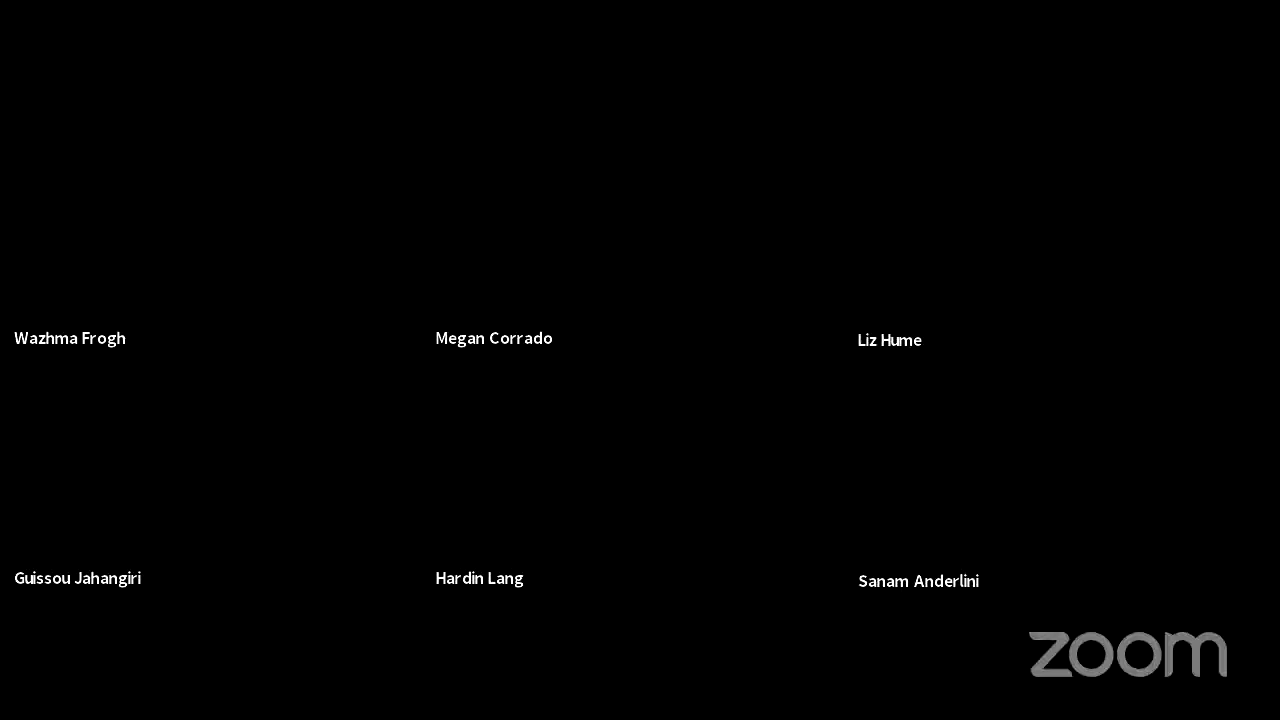 Wazhma Frogh
Megan Corrado
Liz Hume
Guissou Jahangiri
Hardin Lang
Sanam Anderlini
zoom